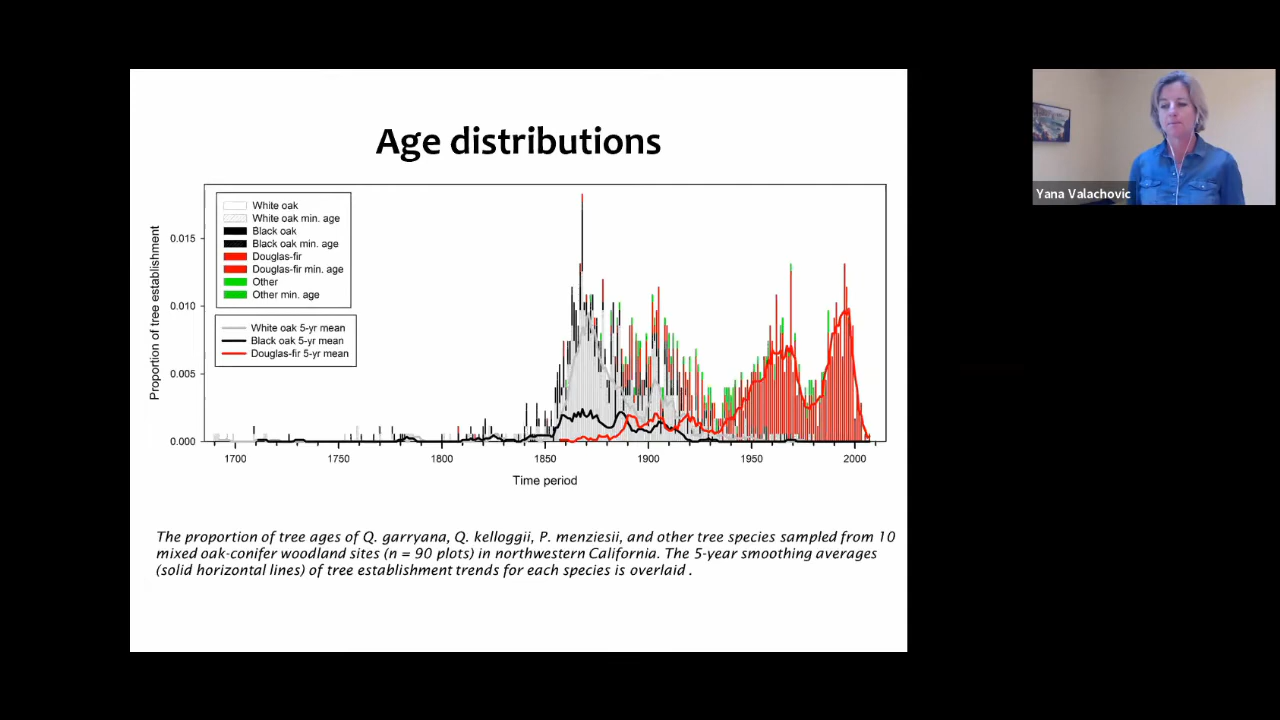 Age distributions
White oak
White oak min. age
Black oak
Black oak min. age
Douglas-fir
Douglas-fir min. age
Other
Other min. age
White oak 5-yr mean
Black oak 5-yr mean
Douglas-fir 5-yr mean
Proportion of tree establishment
0.015
0.010
0.005
0.000
1700 1750 1800 1850 1900 1950 2000
Time period
The proportion of tree ages of Q. garryana, Q. kelloggii, P. menziesii, and other tree species sampled from 10
mixed oak-conifer woodland sites (n = 90 plots) in northwestern California. The 5-year smoothing averages
(solid horizontal lines) of tree establishment trends for each species is overlaid .
Yana Valachovic